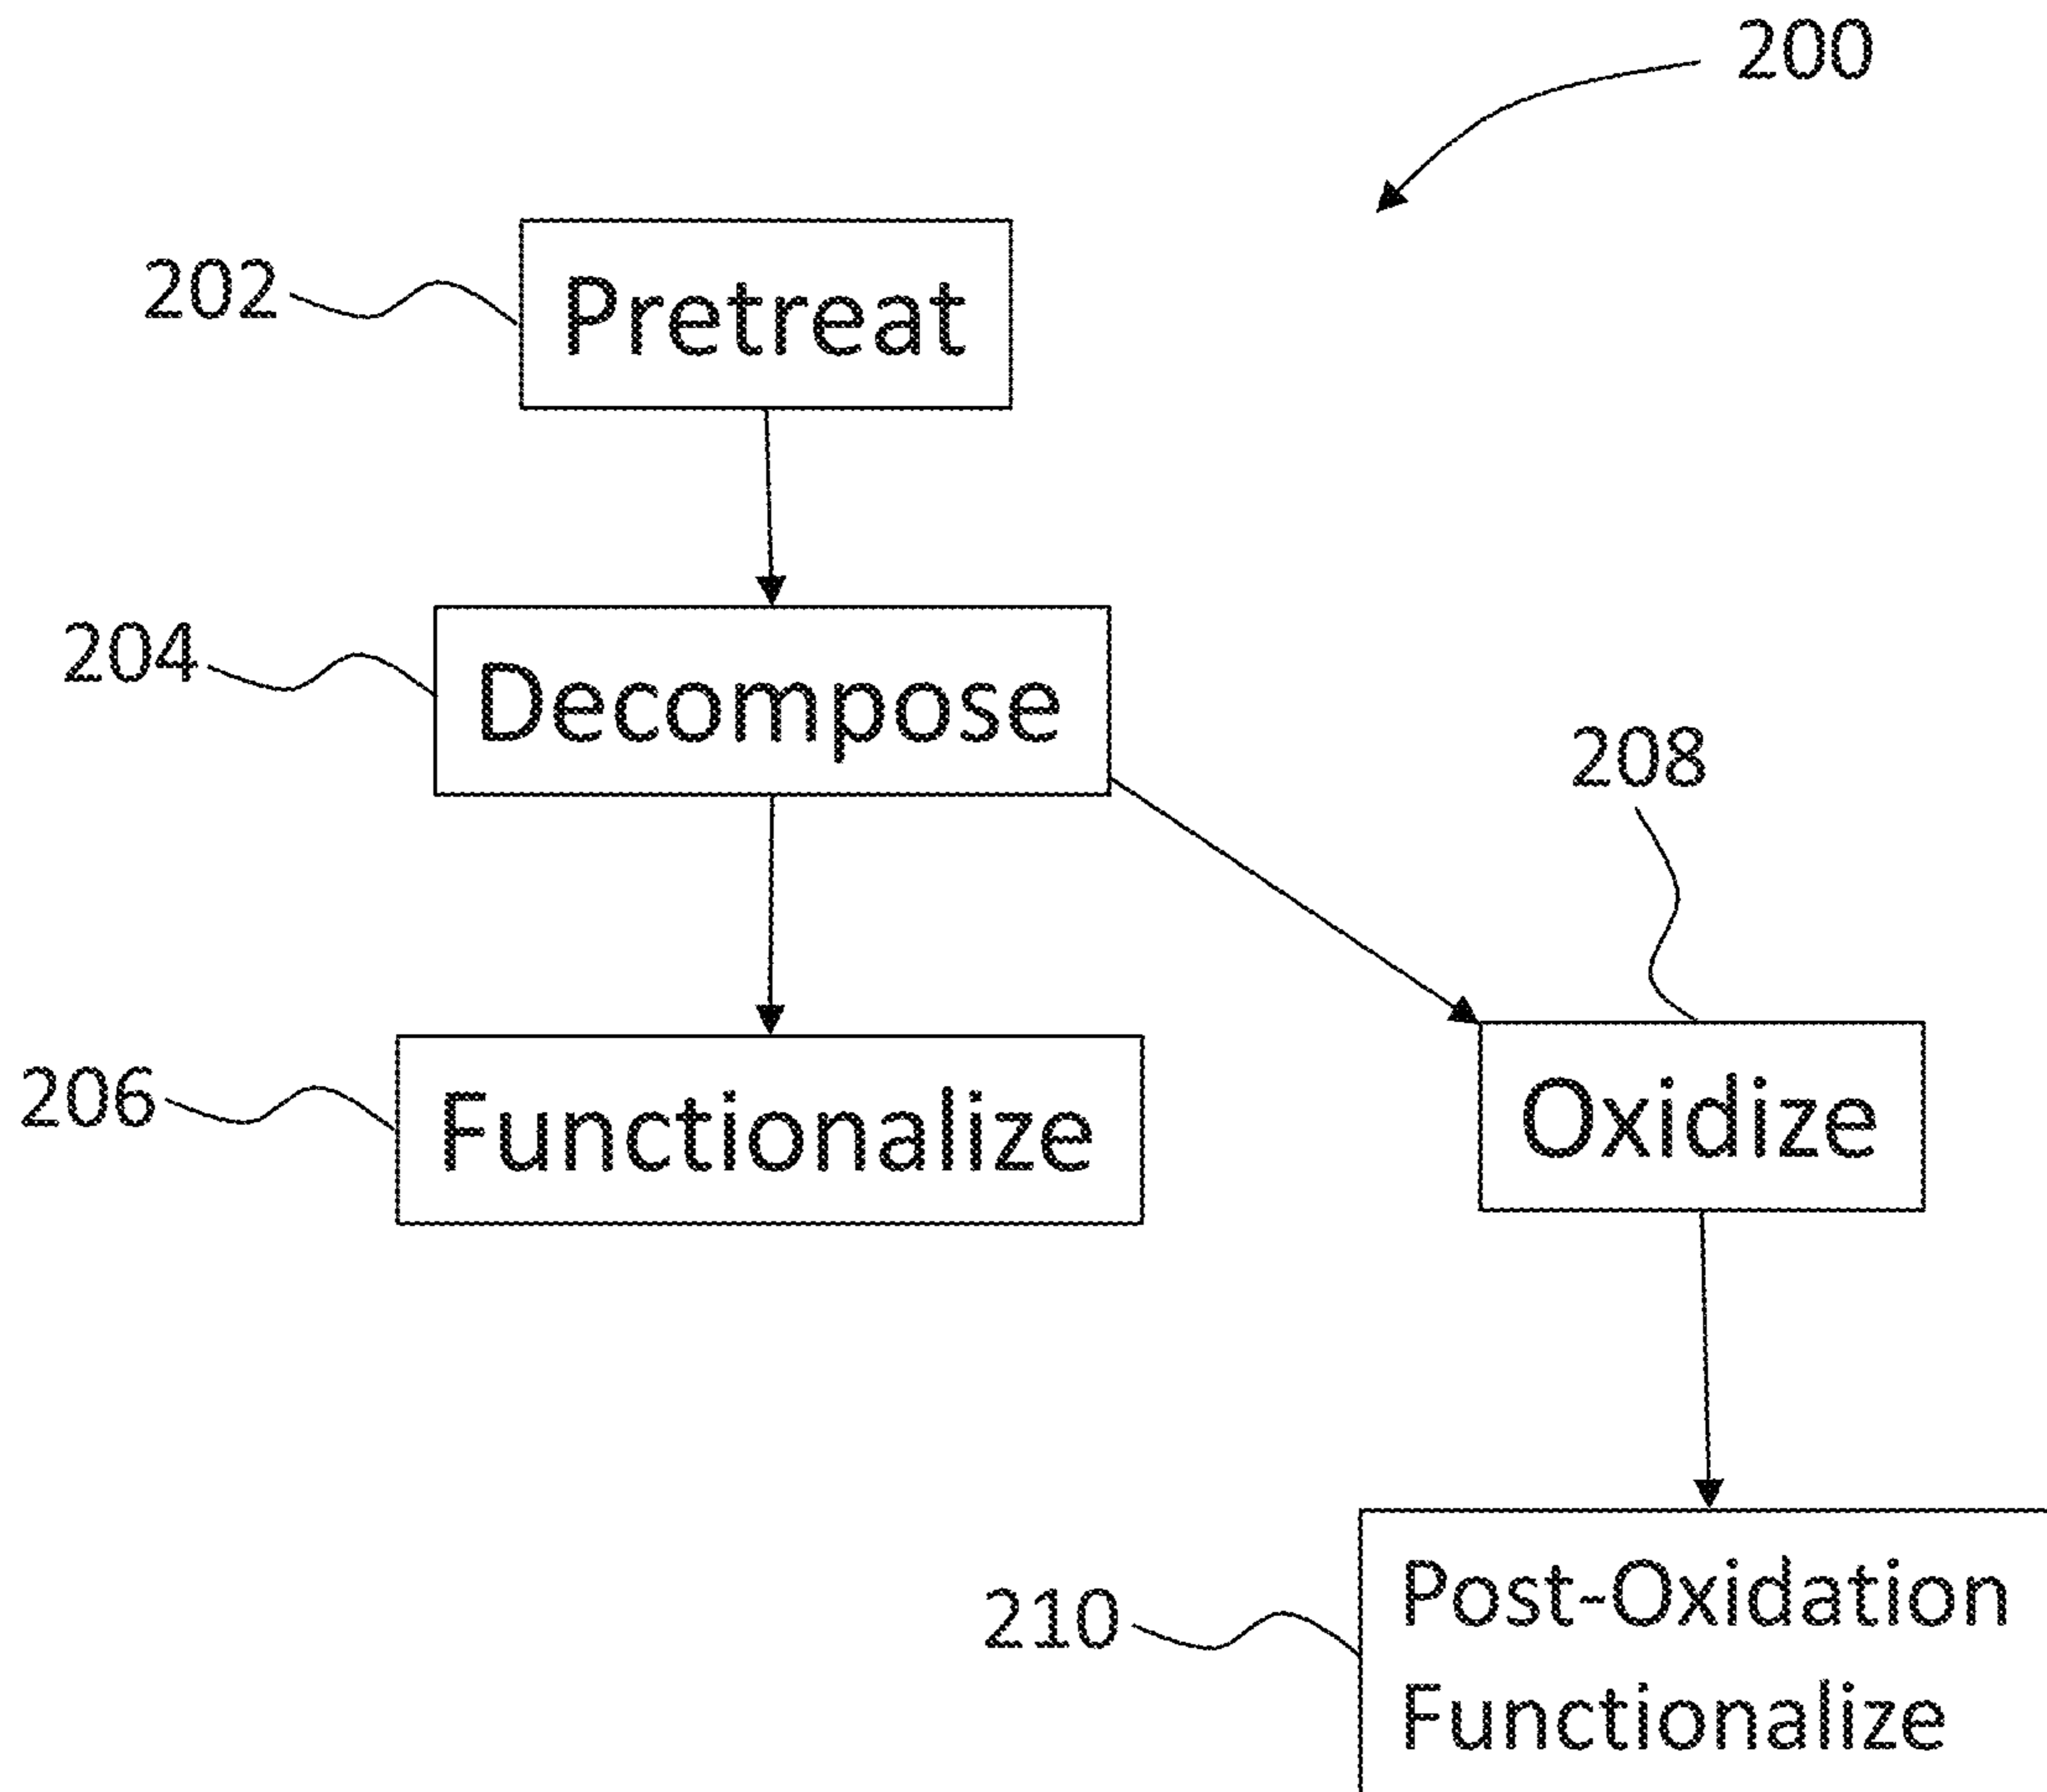 200
202
Pretreat
204
Decompose
208
206
Functionalize
Oxidize
210
Post-Oxidation
Functionalize